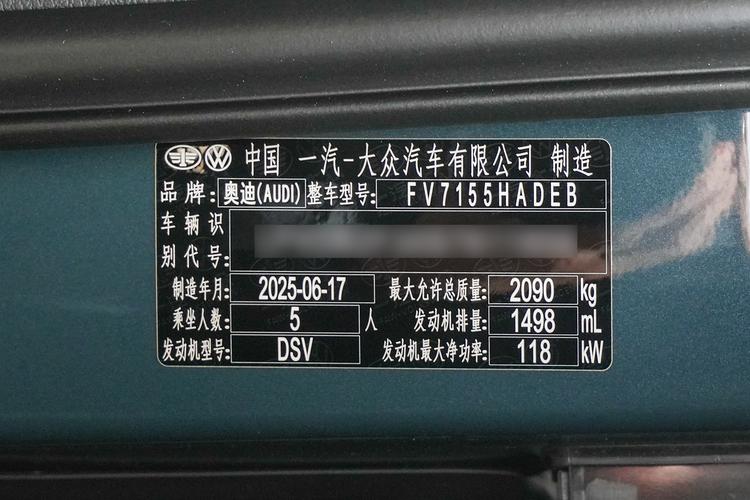 中国 一汽-大众汽车有限公司 制造
品牌: 奥迪(AUDI) 整车型号: FV7155HADEB
车辆识
别代号:
制造年月: 2025-06-17 最大允许总质量: 2090 kg
乘坐人数: 5 人 发动机排量: 1498 mL
发动机型号: DSV 发动机最大净功率: 118 kW